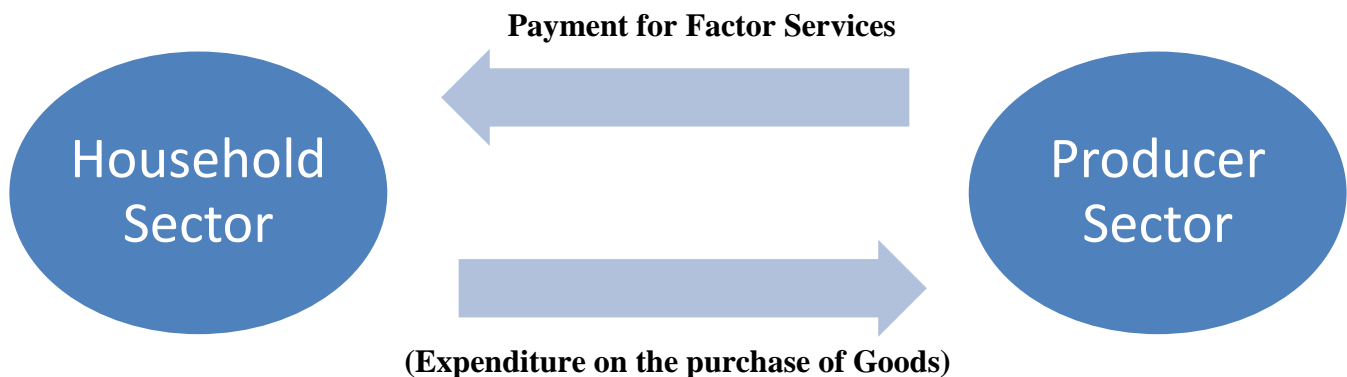 Payment for Factor Services
Household
Sector
Producer
Sector
(Expenditure on the purchase of Goods)